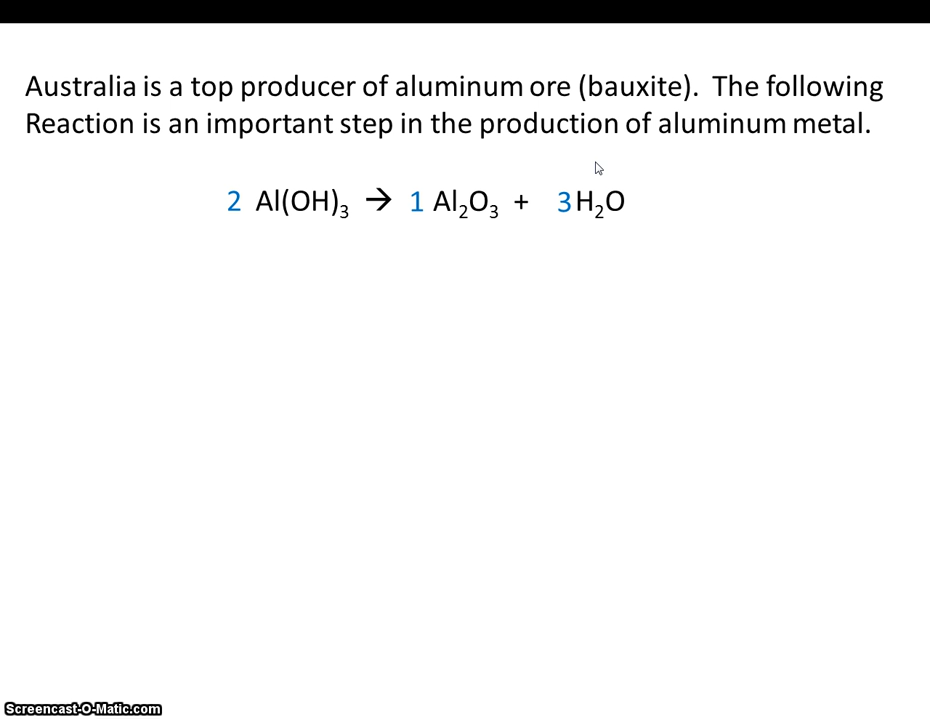 Australia is a top producer of aluminum ore (bauxite).  The following
Reaction is an important step in the production of aluminum metal.
2 Al(OH)₃ → 1 Al₂O₃ + 3 H₂O
Screencast-O-Matic.com